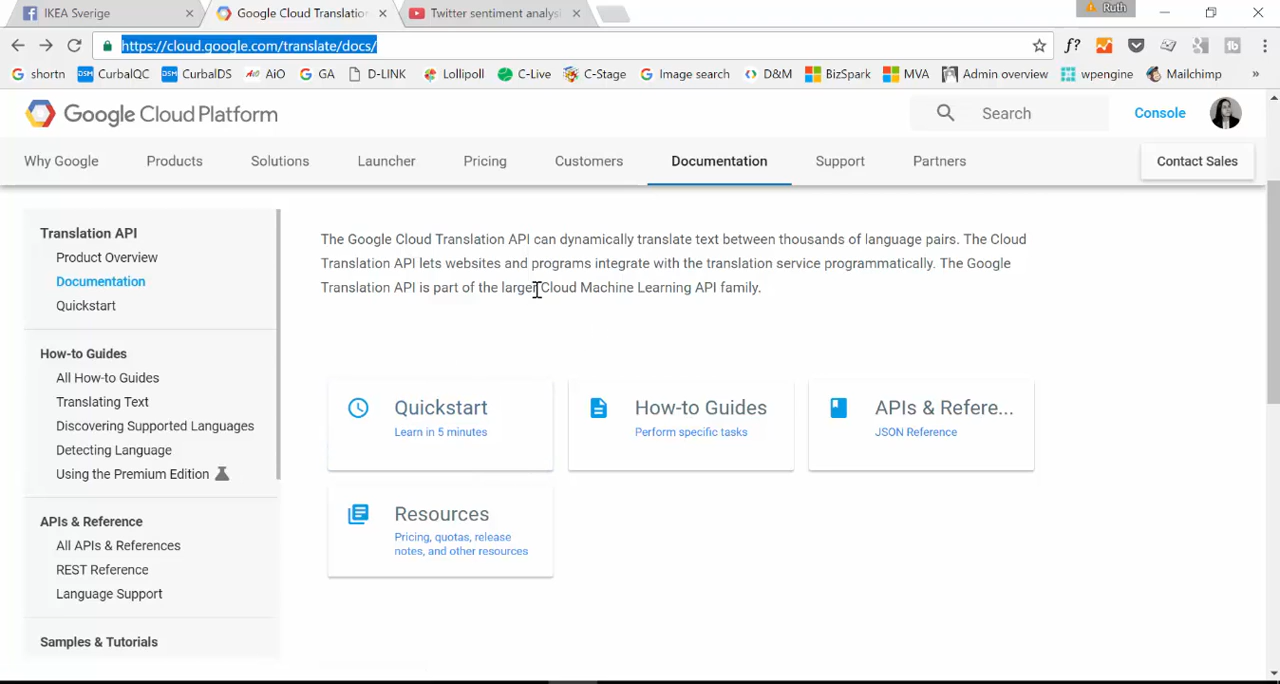 IKEA Sverige
Google Cloud Translatio
Twitter sentiment analysi
Ruth
https://cloud.google.com/translate/docs/
f?
shortn
DSM CurbalQC
DSM CurbalDS
AiO AiO
GA
C-LINK
Lollipoll
C-Live
C-Stage
Image search
D&M
BizSpark
MVA
Admin overview
wpengine
Mailchimp
»
Google Cloud Platform
Search
Console
Why Google
Products
Solutions
Launcher
Pricing
Customers
Documentation
Support
Partners
Contact Sales
Translation API
Product Overview
Documentation
Quickstart
How-to Guides
All How-to Guides
Translating Text
Discovering Supported Languages
Detecting Language
Using the Premium Edition
APIs & Reference
All APIs & References
REST Reference
Language Support
Samples & Tutorials
The Google Cloud Translation API can dynamically translate text between thousands of language pairs. The Cloud
Translation API lets websites and programs integrate with the translation service programmatically. The Google
Translation API is part of the larger Cloud Machine Learning API family.
Quickstart
Learn in 5 minutes
How-to Guides
Perform specific tasks
APIs & Refere...
JSON Reference
Resources
Pricing, quotas, release
notes, and other resources